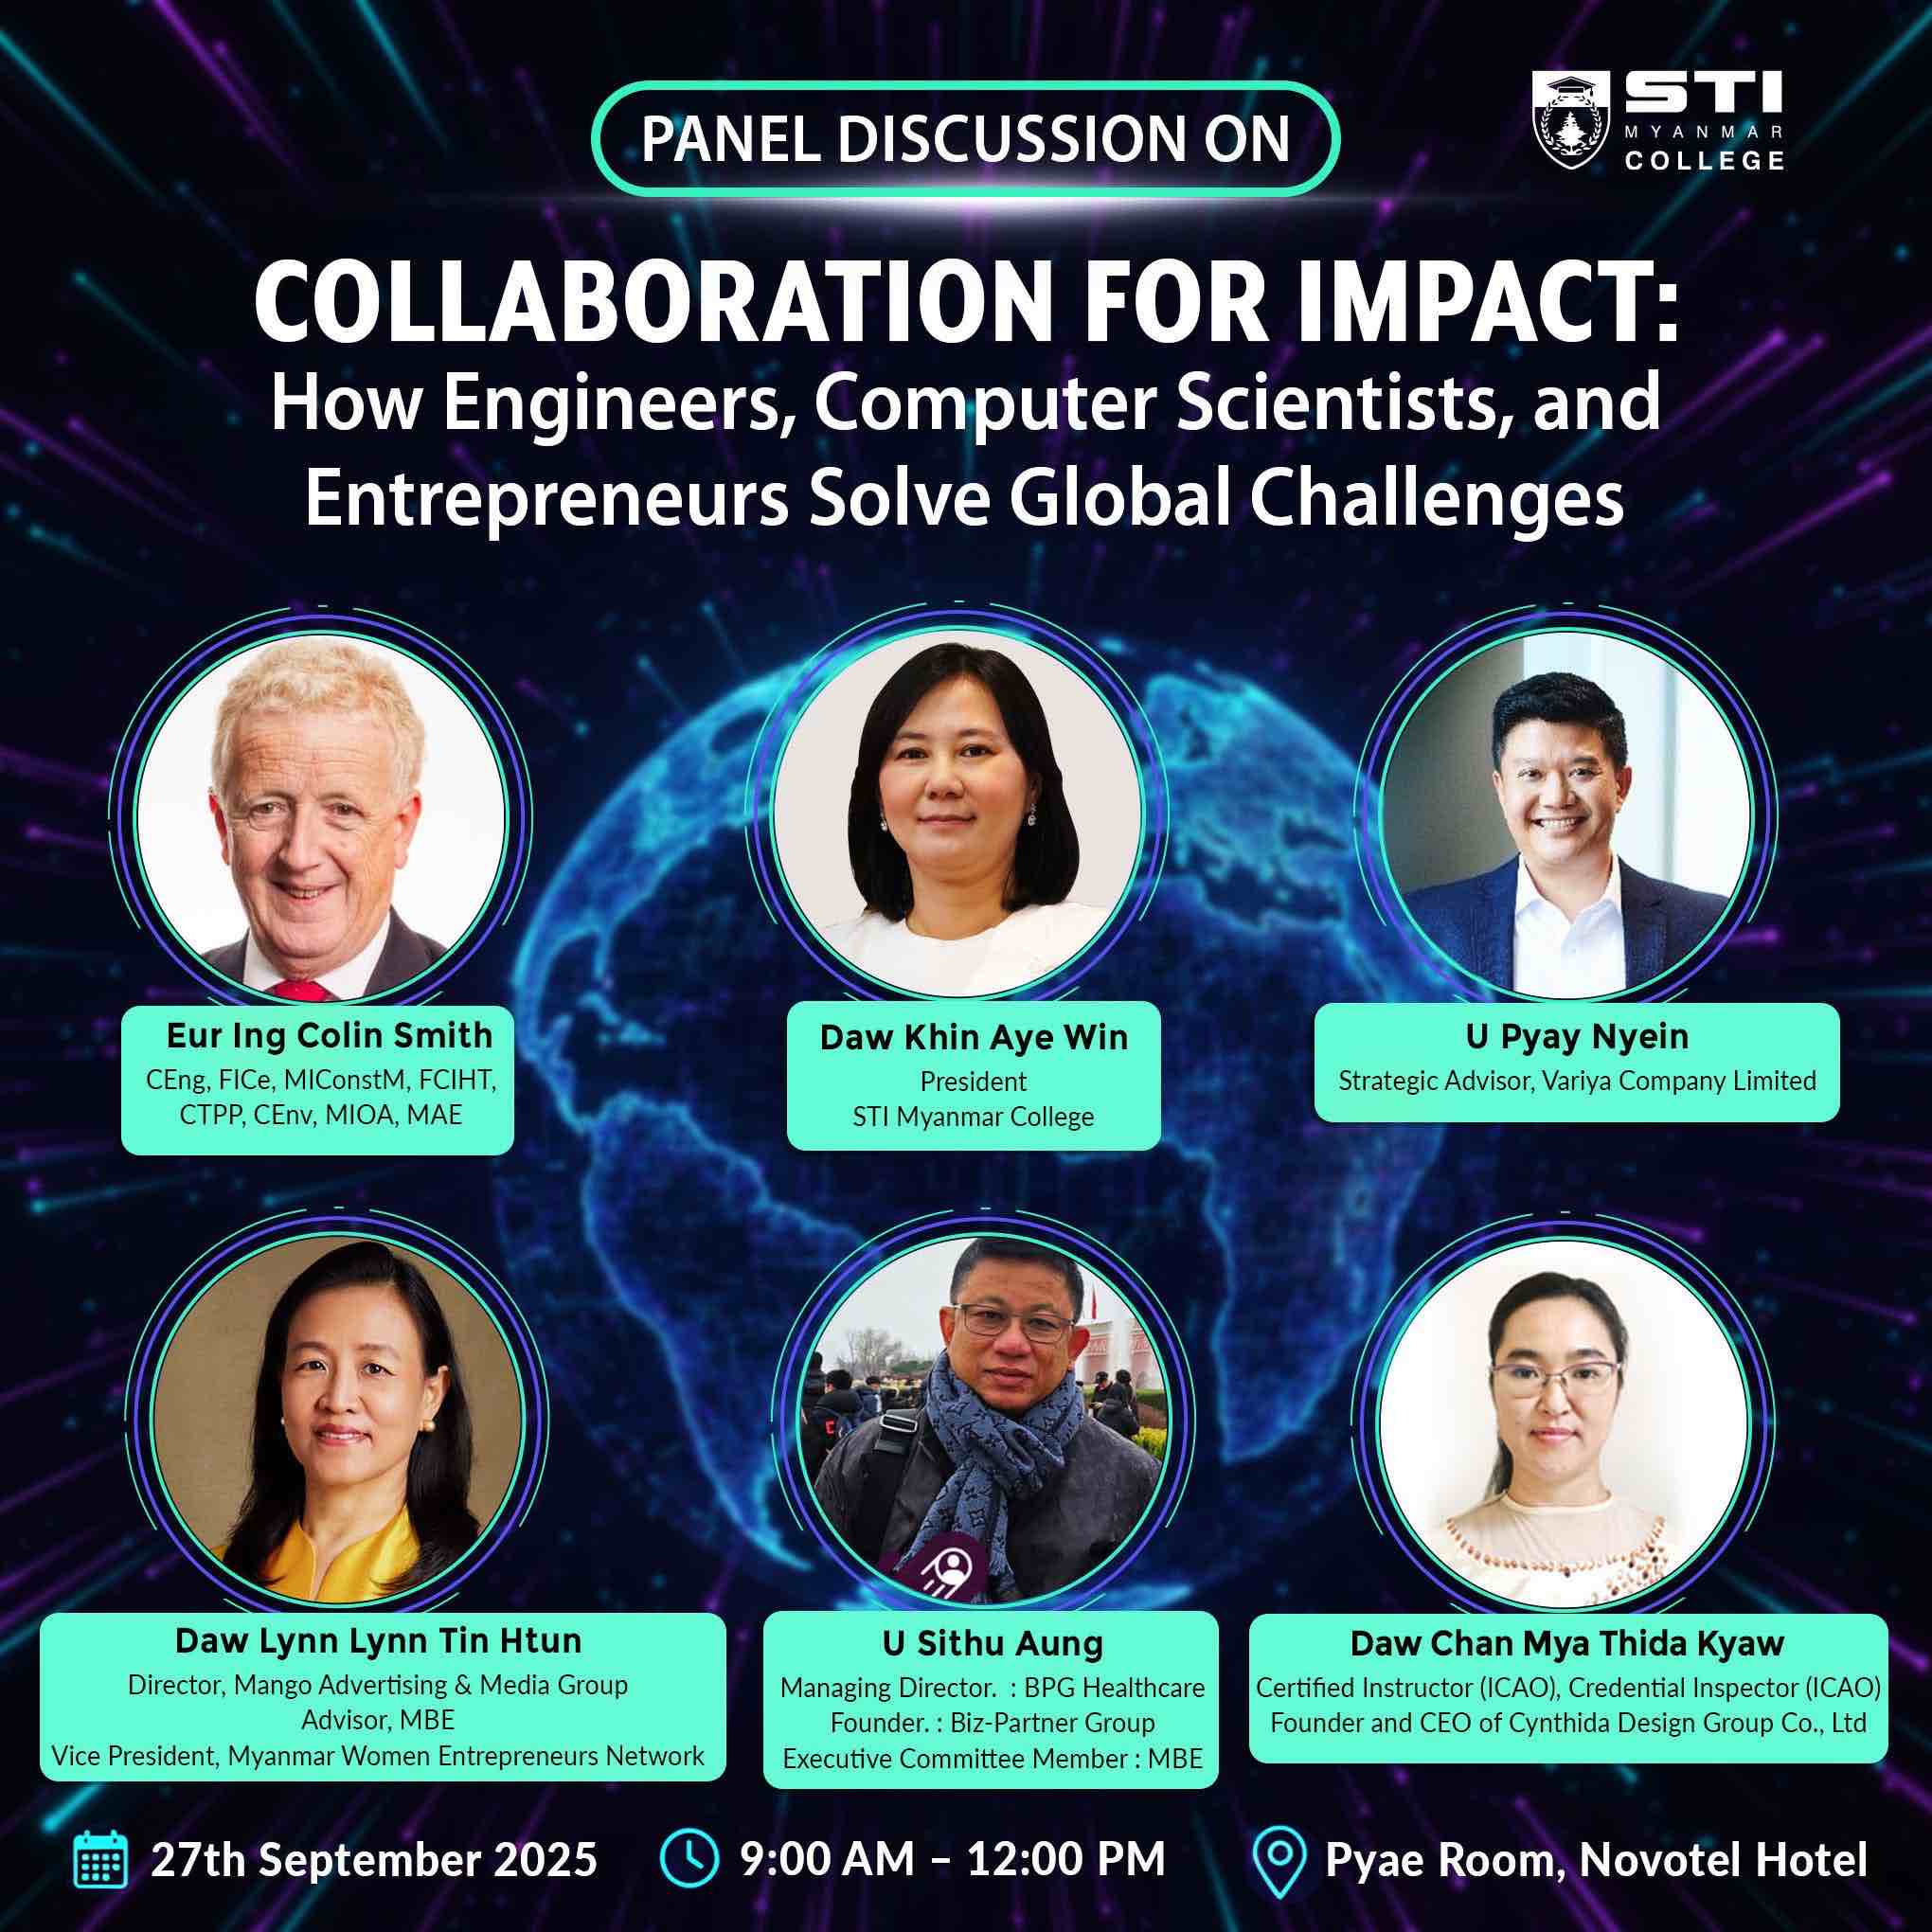 PANEL DISCUSSION ON
STI
MYANMAR
COLLEGE
COLLABORATION FOR IMPACT:
How Engineers, Computer Scientists, and
Entrepreneurs Solve Global Challenges
Eur Ing Colin Smith
CEng, FICe, MIConstM, FCIHT,
CTPP, CEnv, MIOA, MAE
Daw Khin Aye Win
President
STI Myanmar College
U Pyay Nyein
Strategic Advisor, Variya Company Limited
Daw Lynn Lynn Tin Htun
Director, Mango Advertising & Media Group
Advisor, MBE
Vice President, Myanmar Women Entrepreneurs Network
U Sithu Aung
Managing Director. : BPG Healthcare
Founder. : Biz-Partner Group
Executive Committee Member : MBE
Daw Chan Mya Thida Kyaw
Certified Instructor (ICAO), Credential Inspector (ICAO)
Founder and CEO of Cynthida Design Group Co., Ltd
27th September 2025
9:00 AM – 12:00 PM
Pyae Room, Novotel Hotel